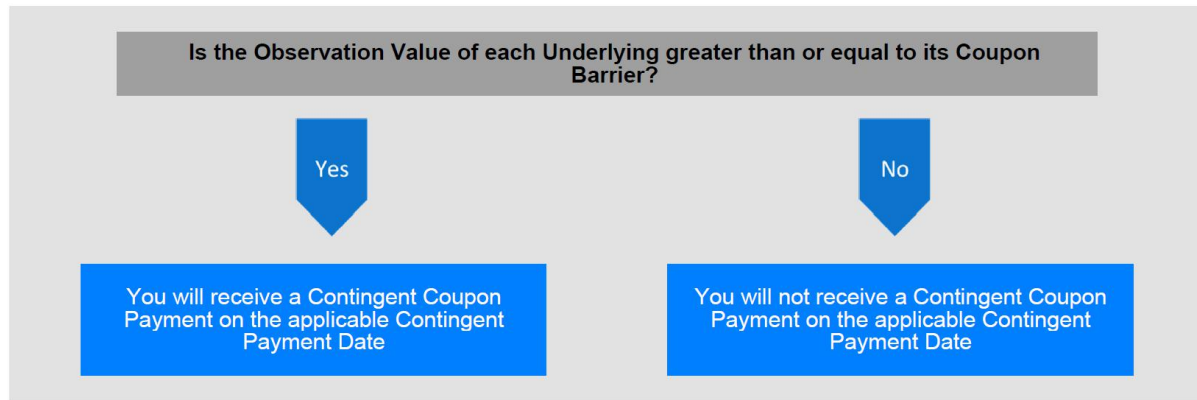 Is the Observation Value of each Underlying greater than or equal to its Coupon
Barrier?
Yes
No
You will receive a Contingent Coupon
Payment on the applicable Contingent
Payment Date
You will not receive a Contingent Coupon
Payment on the applicable Contingent
Payment Date